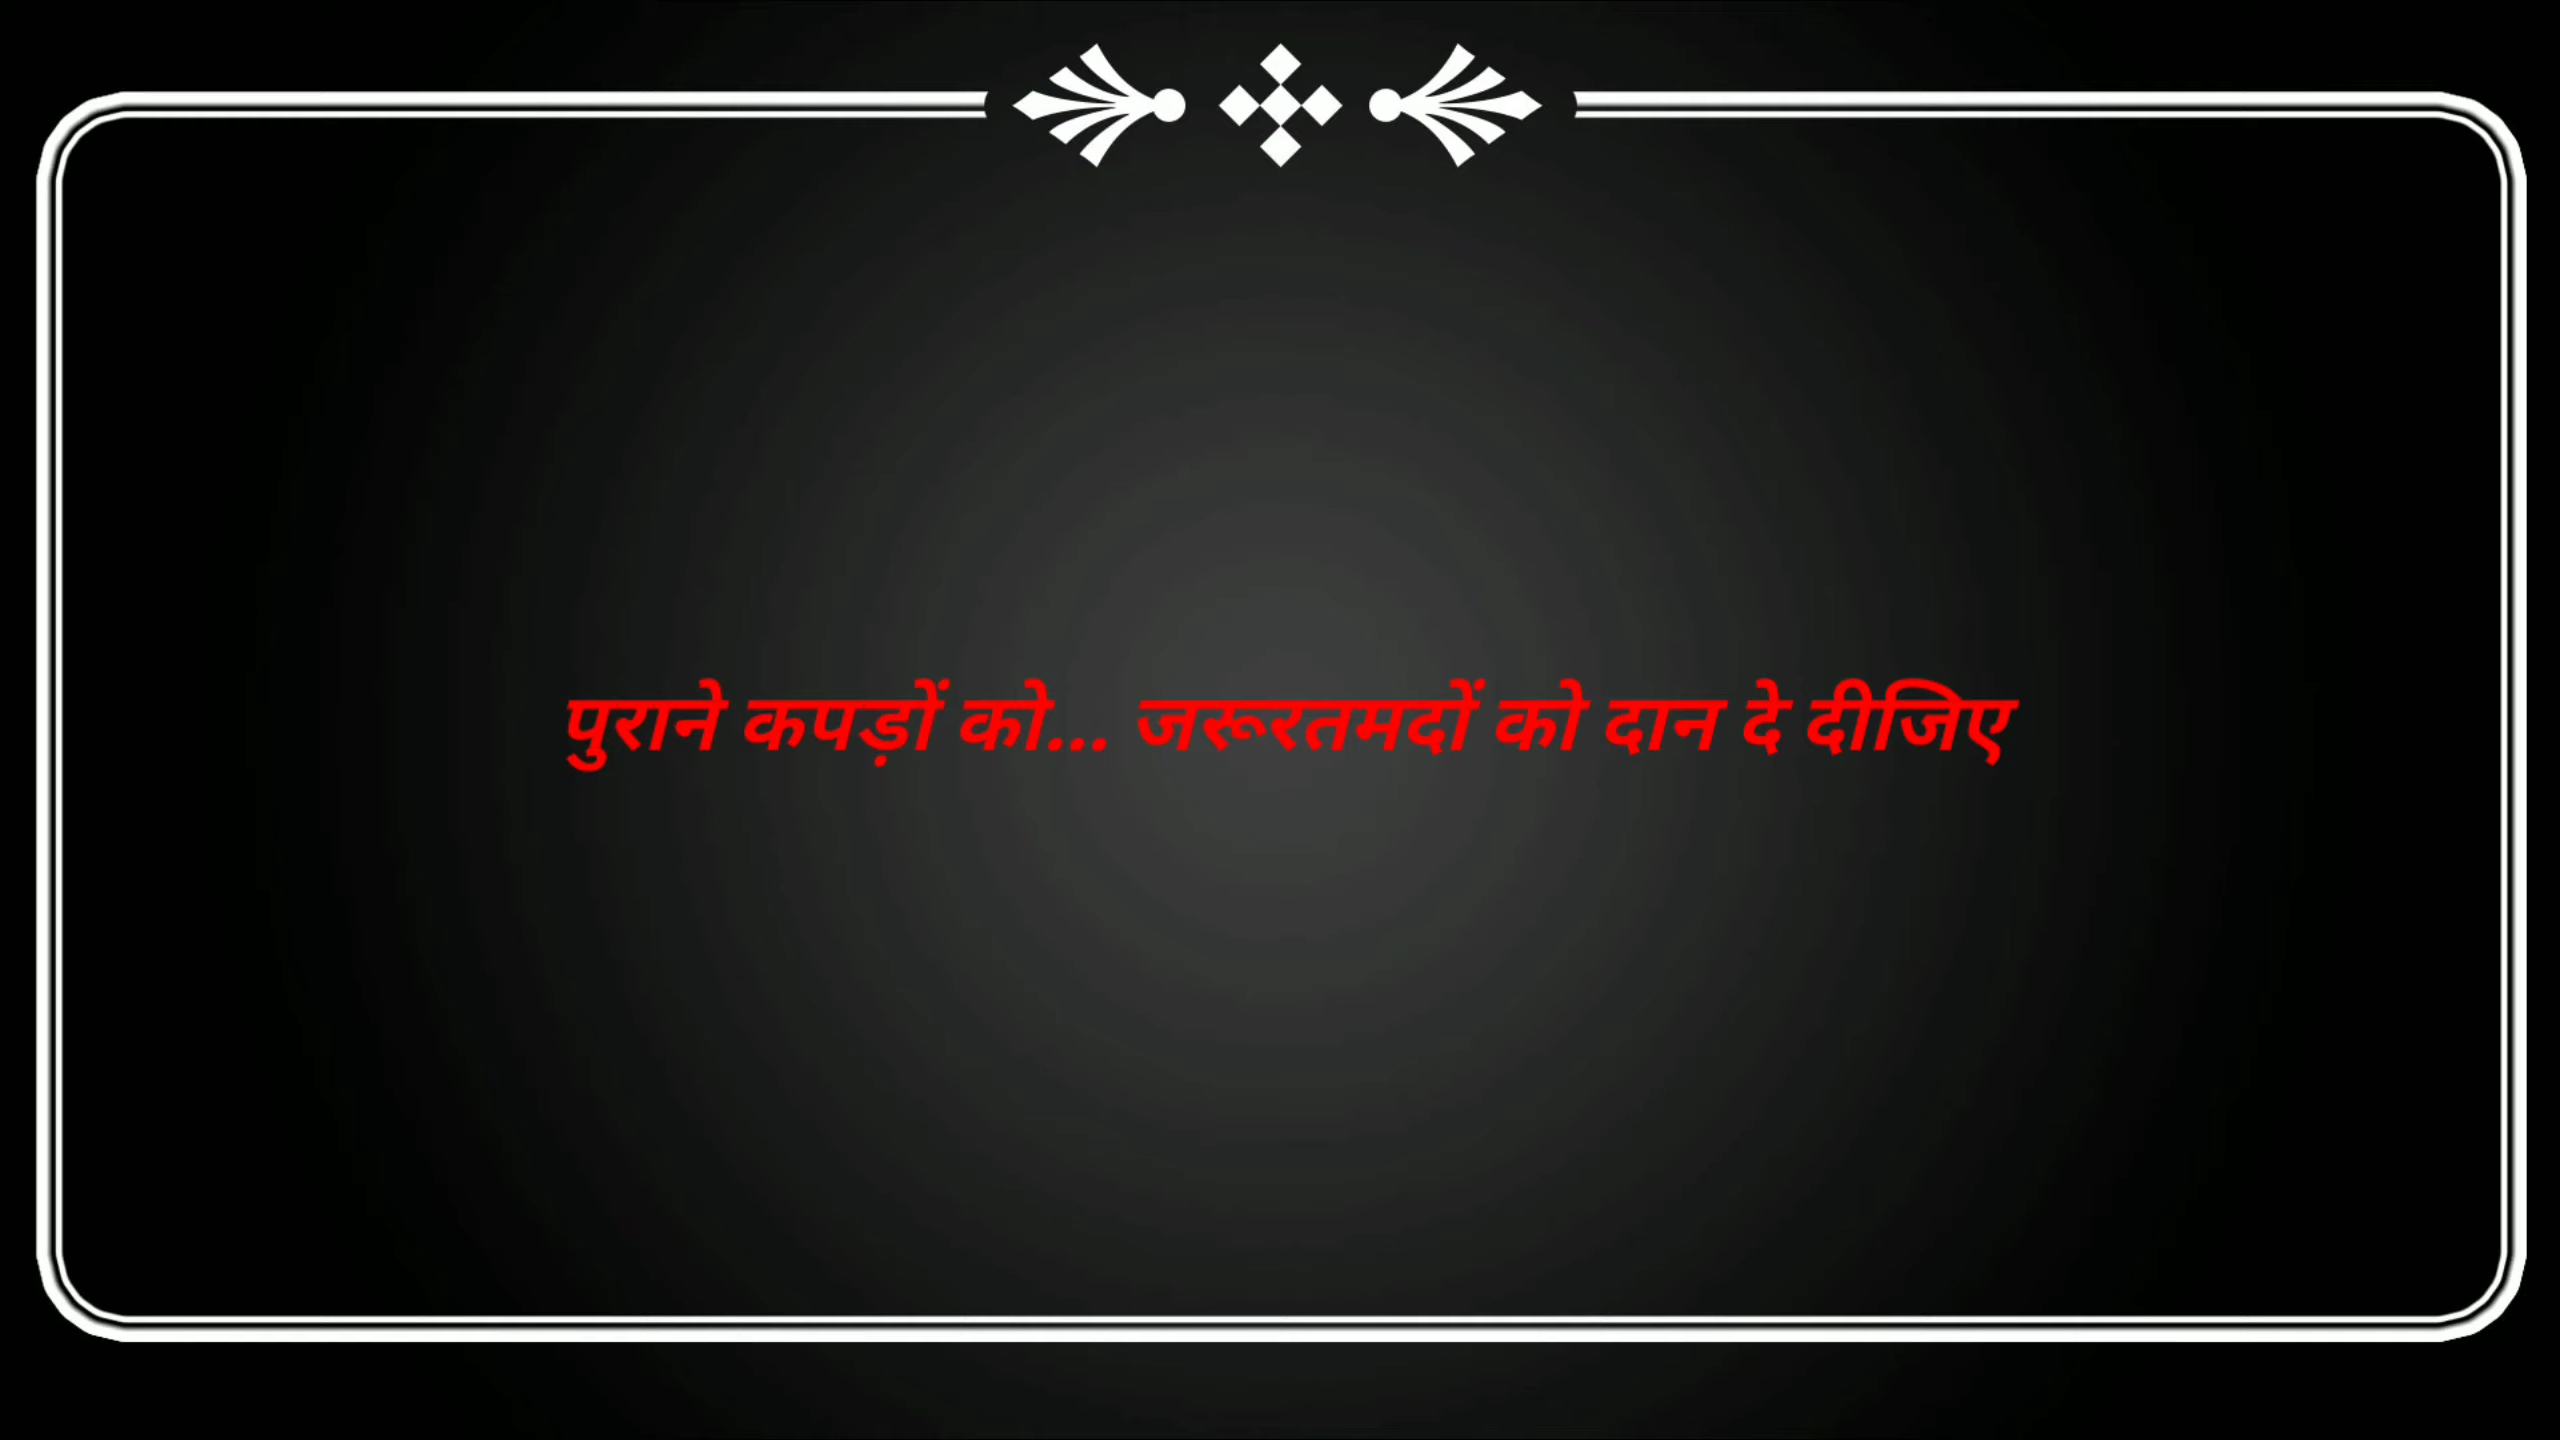 पुराने कपड़ों को... जरूरतमदों को दान दे दीजिए